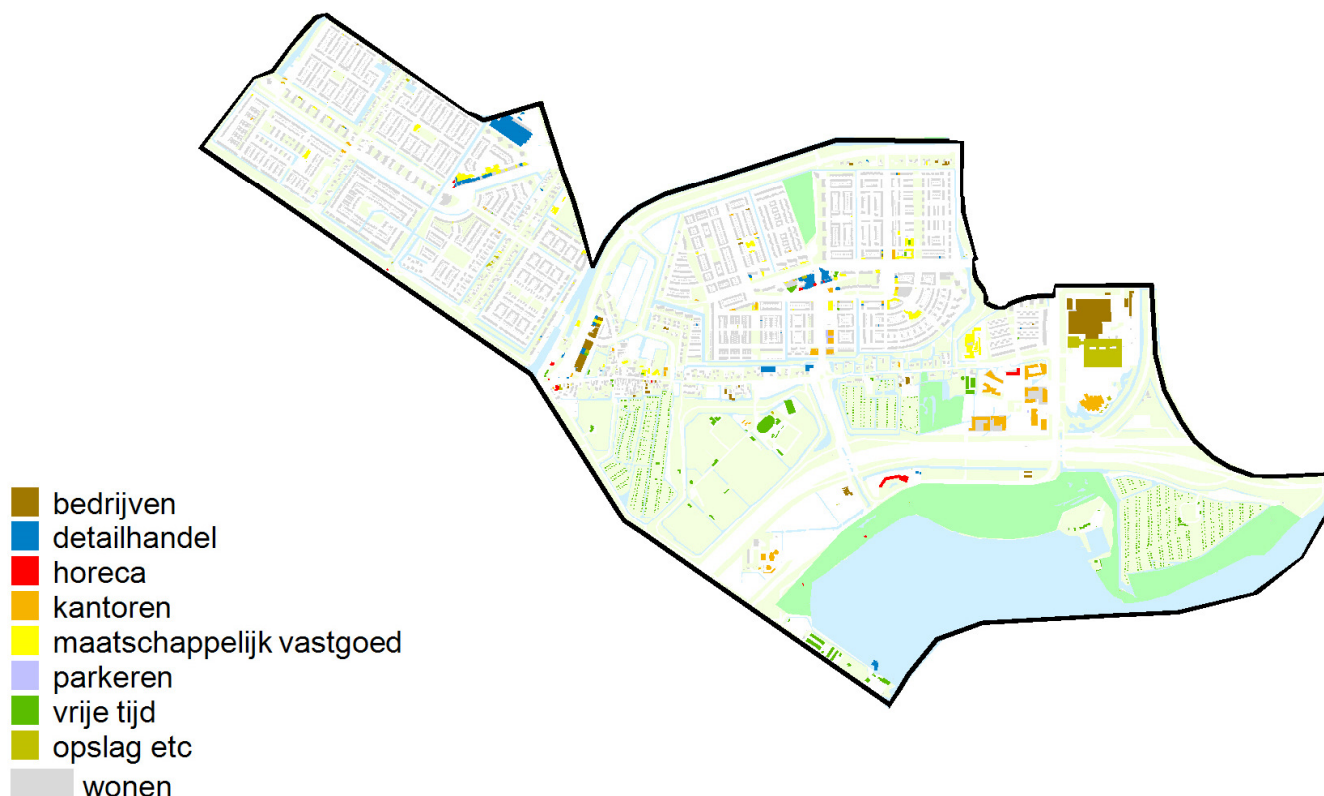 bedrijven
detailhandel
horeca
kantoren
maatschappelijk vastgoed
parkeren
vrije tijd
opslag etc
wonen